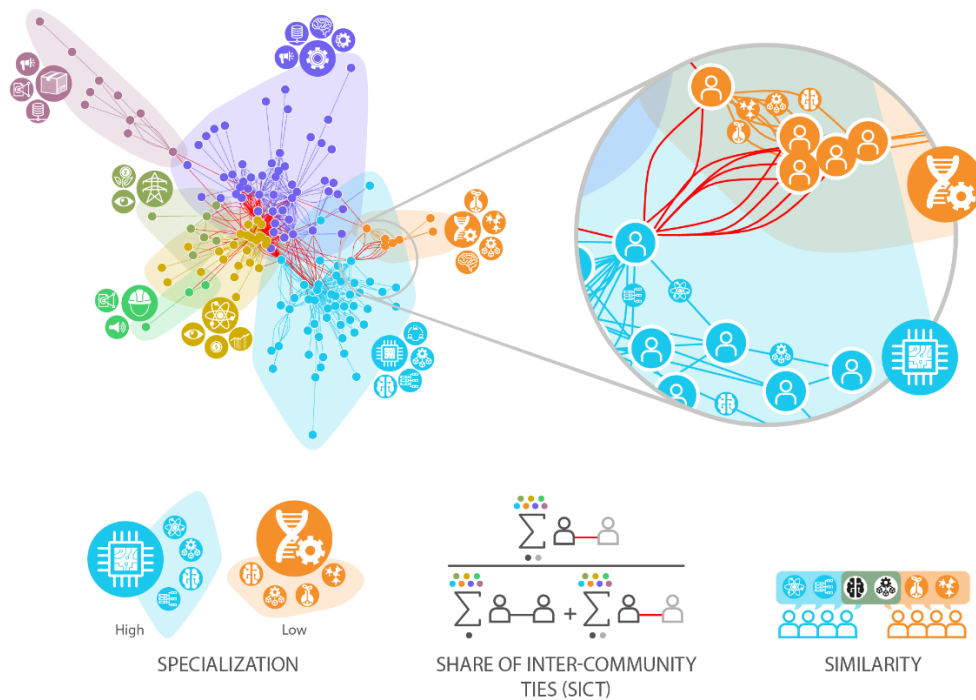 High
Low
SPECIALIZATION
SHARE OF INTER-COMMUNITY
TIES (SICT)
SIMILARITY